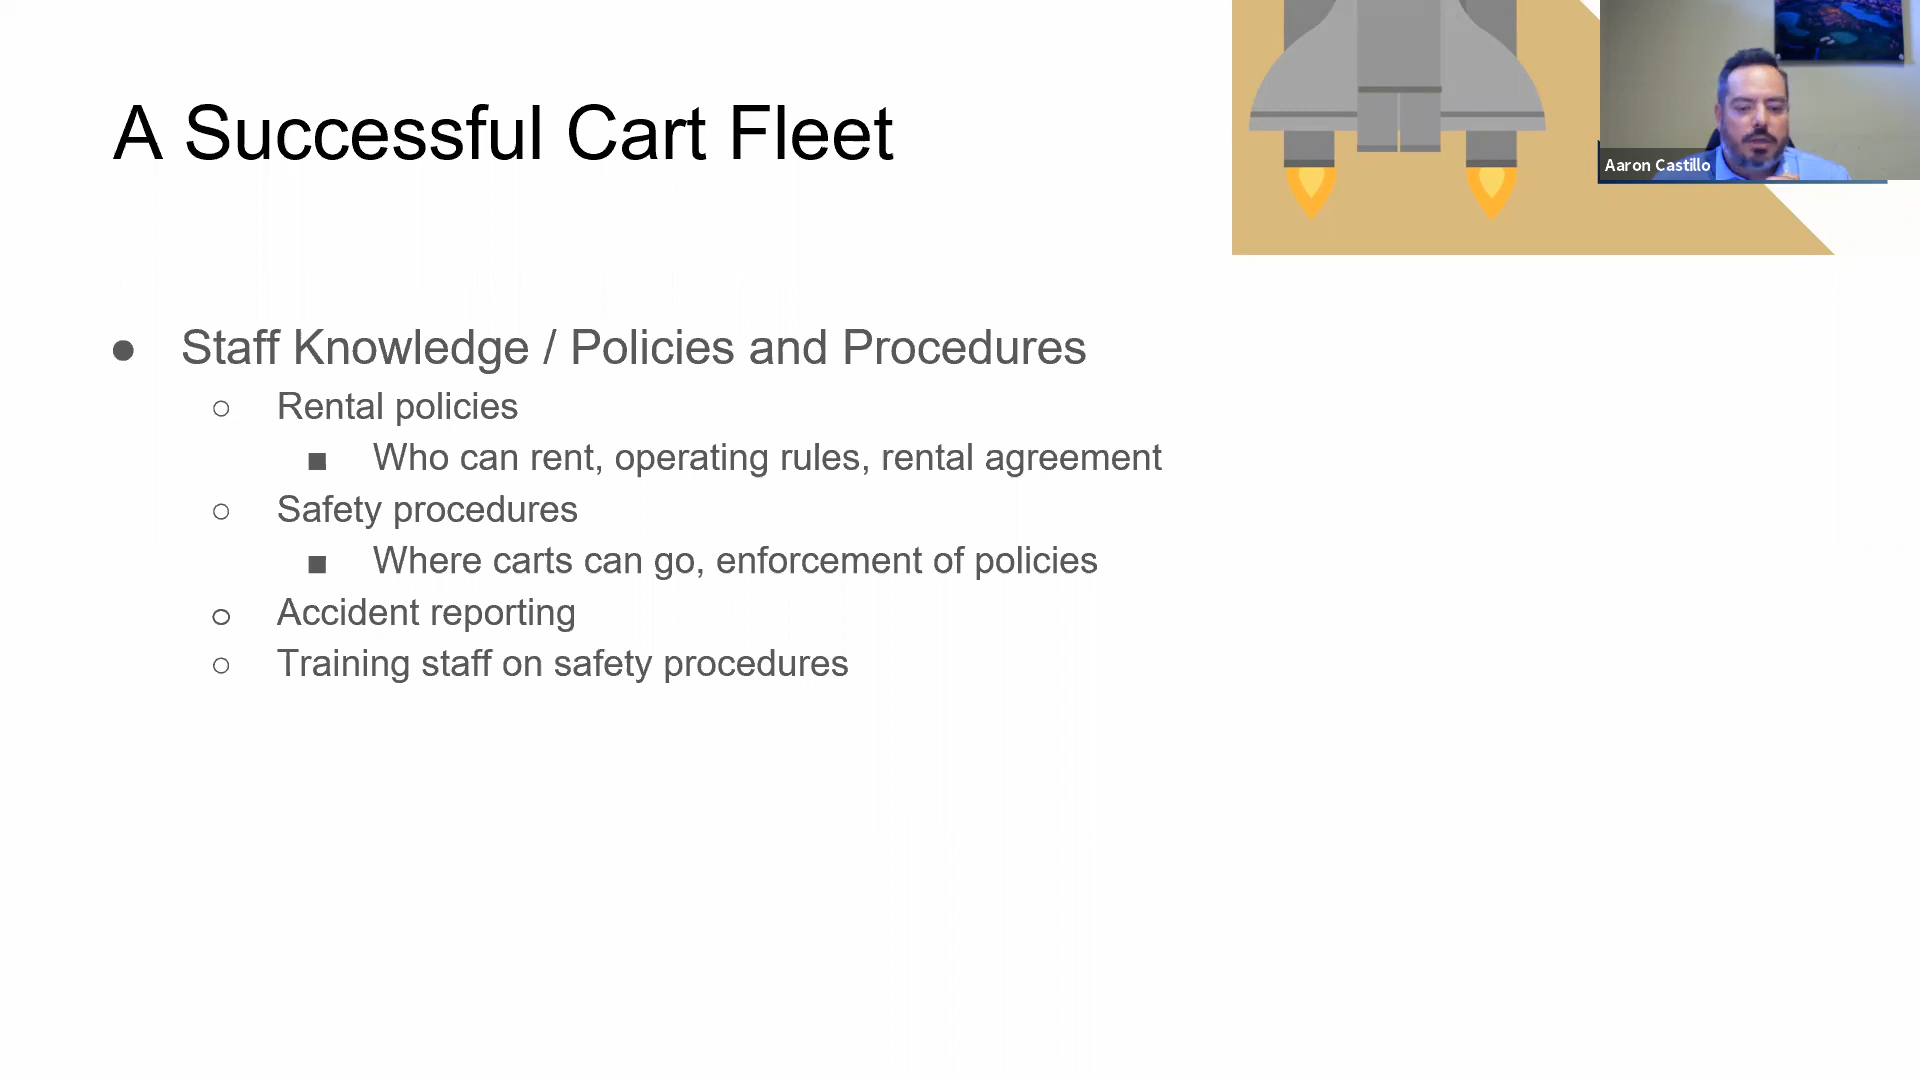 A Successful Cart Fleet
Aaron Castillo
● Staff Knowledge / Policies and Procedures
○ Rental policies
■ Who can rent, operating rules, rental agreement
○ Safety procedures
■ Where carts can go, enforcement of policies
○ Accident reporting
○ Training staff on safety procedures